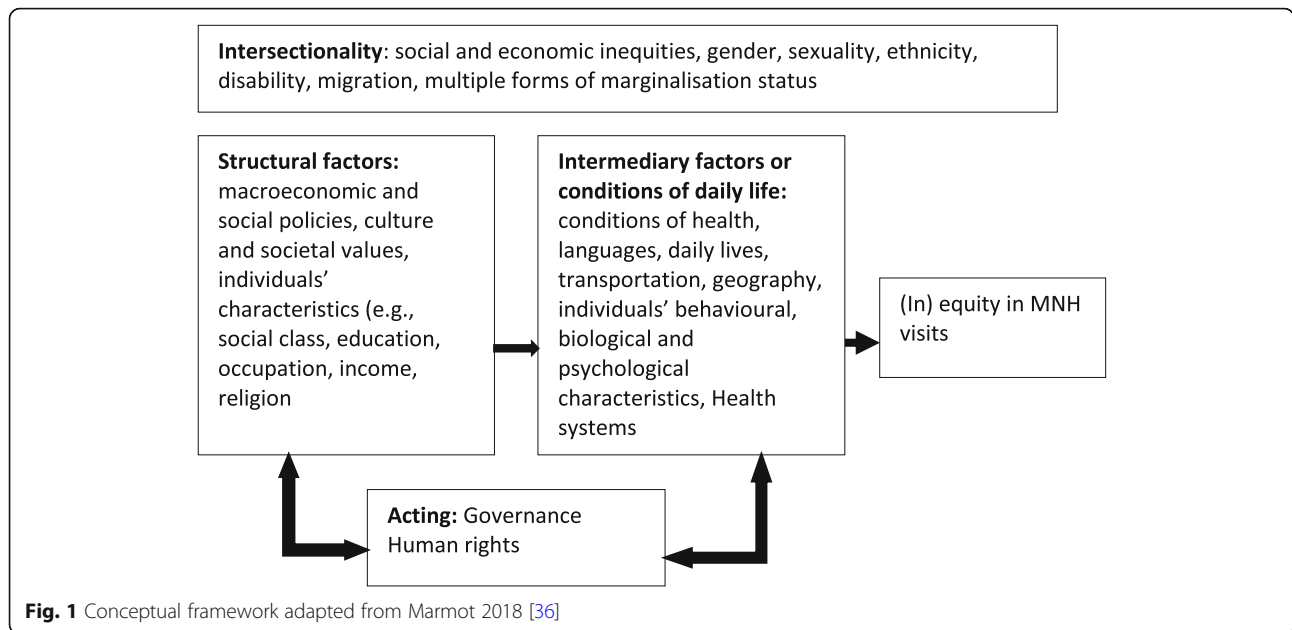 Intersectionality: social and economic inequities, gender, sexuality, ethnicity,
disability, migration, multiple forms of marginalisation status
Structural factors:
macroeconomic and
social policies, culture
and societal values,
individuals’
characteristics (e.g.,
social class, education,
occupation, income,
religion
Intermediary factors or
conditions of daily life:
conditions of health,
languages, daily lives,
transportation, geography,
individuals’ behavioural,
biological and
psychological
characteristics, Health
systems
(In) equity in MNH
visits
Acting: Governance
Human rights
Fig. 1 Conceptual framework adapted from Marmot 2018 [36]